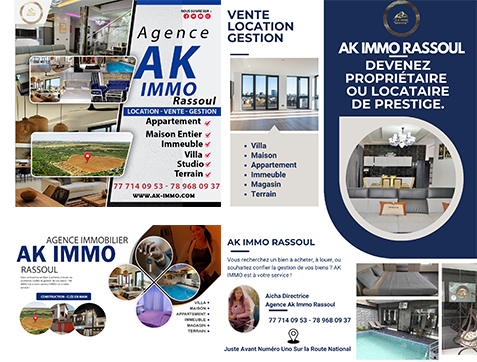 NOUS SUIVRE SUR :
Agence
AK
IMMO
Rassoul
LOCATION - VENTE - GESTION
Appartement
Maison Entier
Immeuble
Villa
Studio
Terrain
77 714 09 53 - 78 968 09 37
WWW.AK-IMMO.COM
VENTE
LOCATION
GESTION
• Villa
• Maison
• Appartement
• Immeuble
• Magasin
• Terrain
AK IMMO RASSOUL
DEVENEZ
PROPRIÉTAIRE
OU LOCATAIRE
DE PRESTIGE.
AGENCE IMMOBILIER
AK IMMO
RASSOUL
CONSTRUCTION - CLÉ EN MAIN
VILLA
MAISON
APPARTEMENT
IMMEUBLE
MAGASIN
TERRAIN
AK IMMO RASSOUL
Vous recherchez un bien à acheter, à louer, ou
souhaitez confier la gestion de vos biens ? AK
IMMO est à votre service !
Aicha Directrice
Agence Ak Immo Rassoul
77 714 09 53 - 78 968 09 37
Juste Avant Numéro Uno Sur la Route National